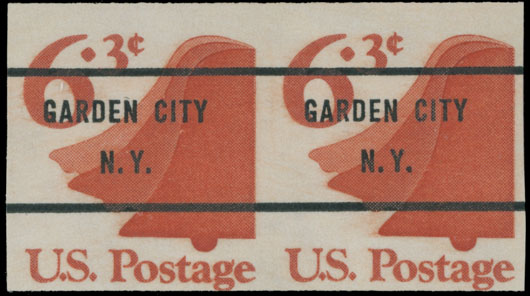 6.3¢ 6.3¢
GARDEN CITY GARDEN CITY
N.Y. N.Y.
U.S. Postage U.S. Postage